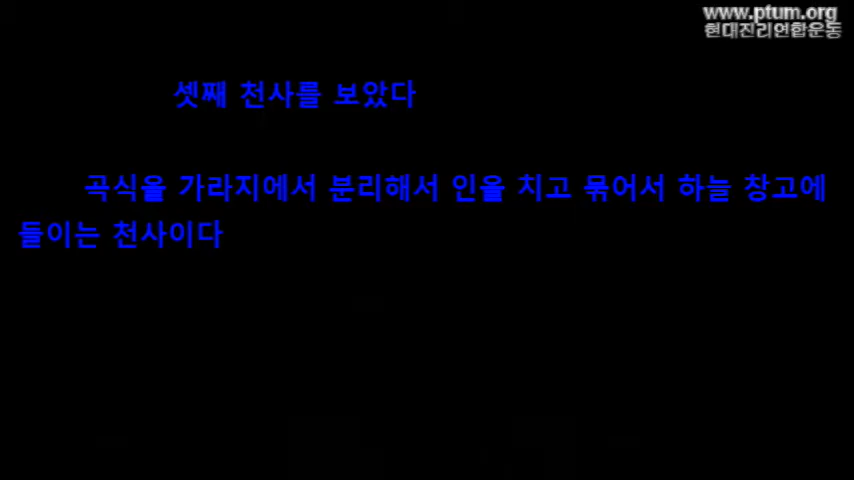 www.ptum.org
현대진리연합운동
셋째 천사를 보았다
곡식을 가라지에서 분리해서 인을 치고 묶어서 하늘 창고에
들이는 천사이다